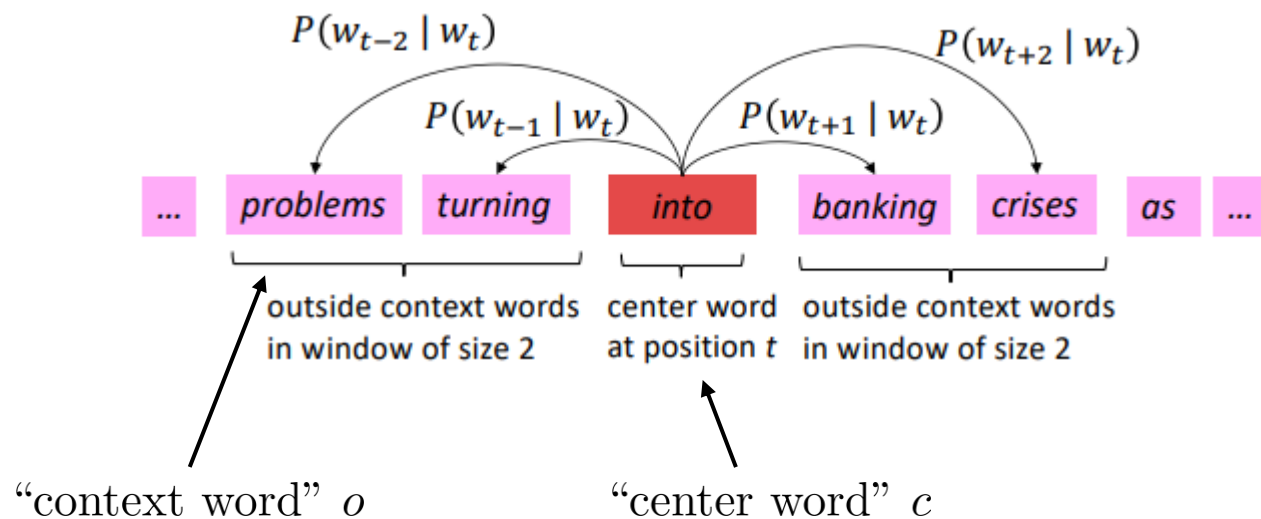 P(w_{t−2} | w_t)
P(w_{t+2} | w_t)
P(w_{t−1} | w_t)
P(w_{t+1} | w_t)
... problems turning into banking crises as ...
outside context words
in window of size 2
center word
at position t
outside context words
in window of size 2
“context word” o
“center word” c